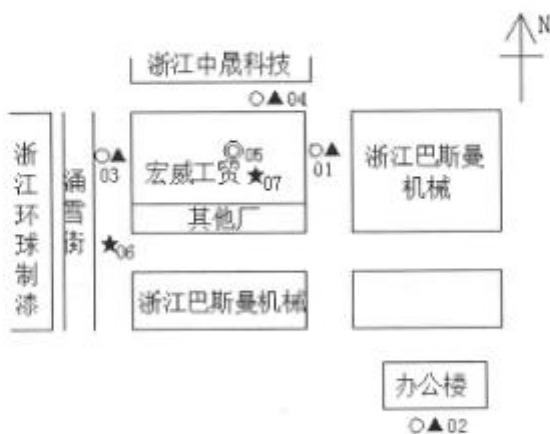 N
浙江中晟科技
○▲04
浙江环球制漆
涌雪街
○▲
03
宏威工贸
◎05
★07
○▲
01
浙江巴斯曼
机械
其他厂
★06
浙江巴斯曼机械
办公楼
○▲02